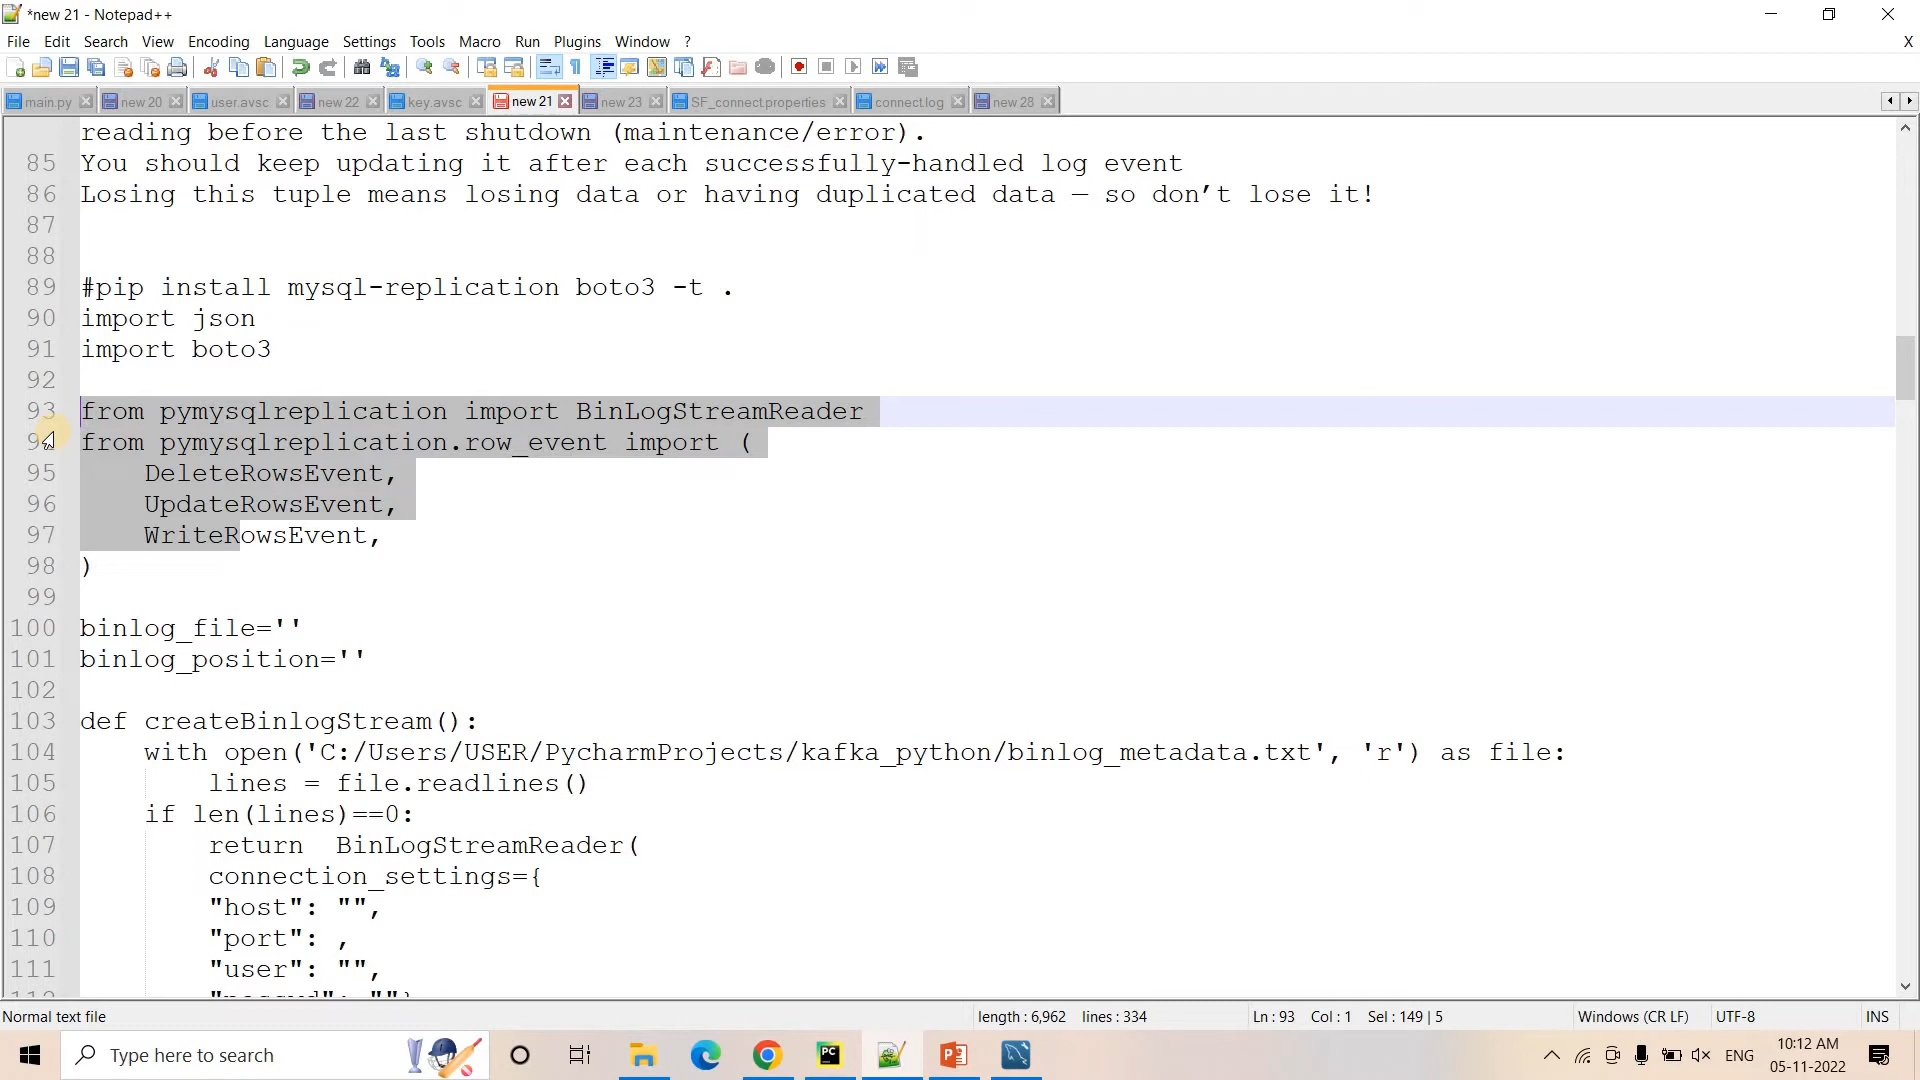 *new 21 - Notepad++
File Edit Search View Encoding Language Settings Tools Macro Run Plugins Window ? X
main.py new 20 user.avsc new 22 key.avsc new 21 new 23 SF_connect.properties connect.log new 28
reading before the last shutdown (maintenance/error).
85 You should keep updating it after each successfully-handled log event
86 Losing this tuple means losing data or having duplicated data — so don’t lose it!
87
88
89 #pip install mysql-replication boto3 -t .
90 import json
91 import boto3
92
93 from pymysqlreplication import BinLogStreamReader
94 from pymysqlreplication.row_event import (
95 DeleteRowsEvent,
96 UpdateRowsEvent,
97 WriteRowsEvent,
98 )
99
100 binlog_file=''
101 binlog_position=''
102
103 def createBinlogStream():
104 with open('C:/Users/USER/PycharmProjects/kafka_python/binlog_metadata.txt', 'r') as file:
105 lines = file.readlines()
106 if len(lines)==0:
107 return BinLogStreamReader(
108 connection_settings={
109 "host": "",
110 "port": ,
111 "user": "",
Normal text file length : 6,962 lines : 334 Ln : 93 Col : 1 Sel : 149 | 5 Windows (CR LF) UTF-8 INS
Type here to search ENG 10:12 AM
05-11-2022